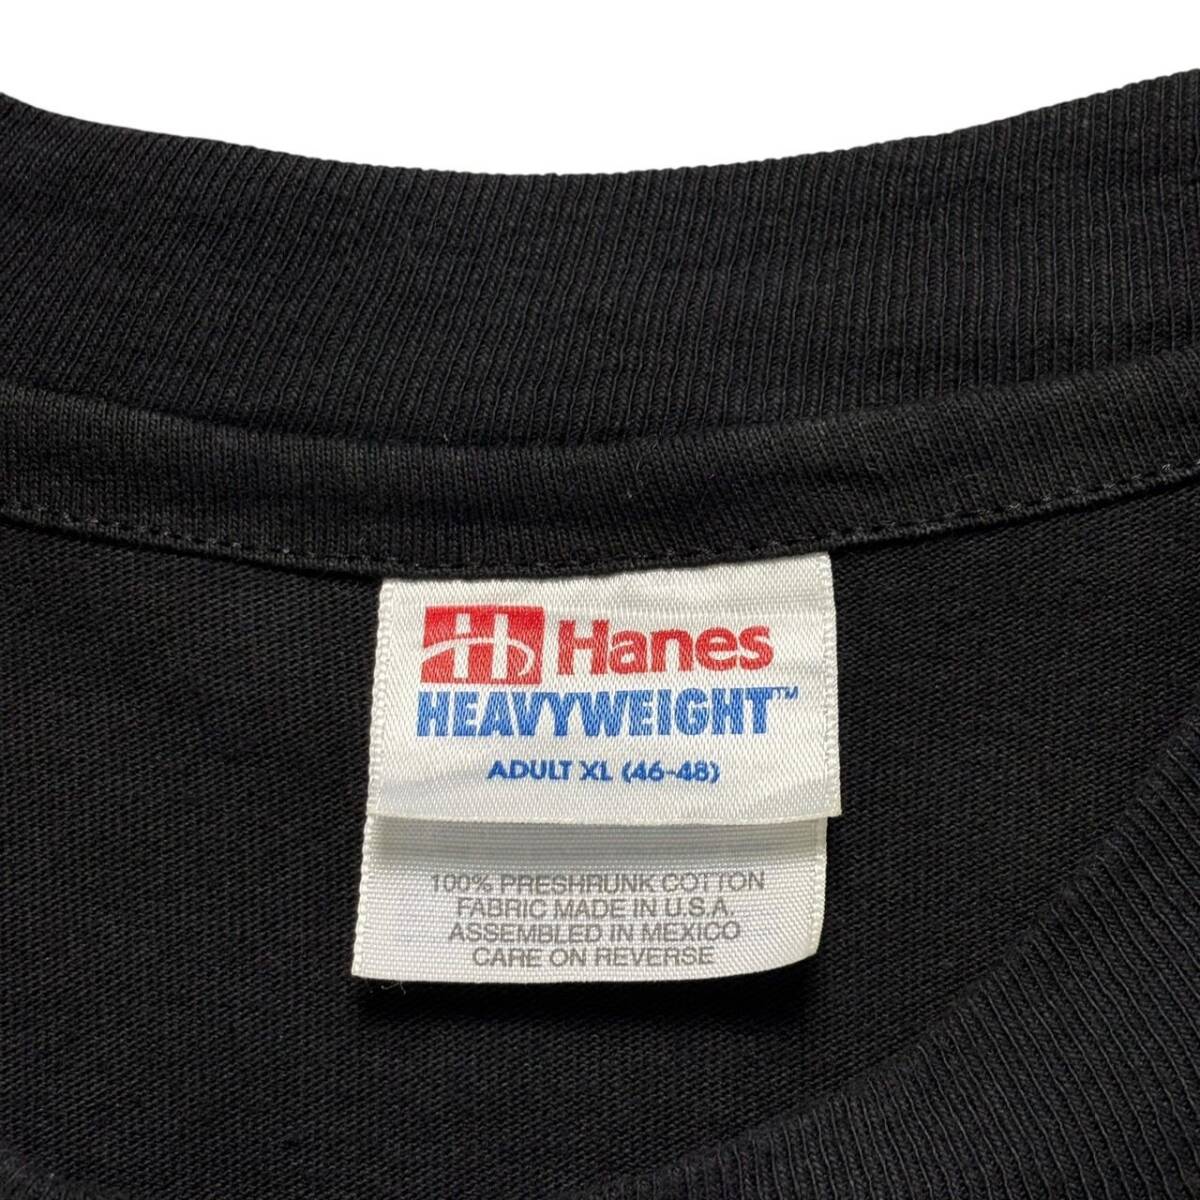 Hanes
HEAVYWEIGHT™
ADULT XL (46-48)
100% PRESHRUNK COTTON
FABRIC MADE IN U.S.A.
ASSEMBLED IN MEXICO
CARE ON REVERSE